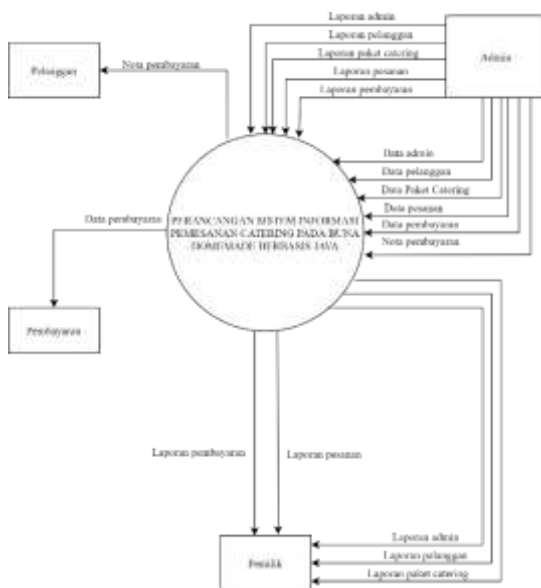 Laporan admin
Laporan pelanggan
Laporan paket catering
Laporan pesanan
Laporan pembayaran
Admin
Pelanggan
Nota pembayaran
Data admin
Data pelanggan
Data Paket Catering
Data pesanan
Data pembayaran
Nota pembayaran
Data pembayaran
PERANCANGAN SISTEM INFORMASI
PEMESANAN CATERING PADA BUNA
HOMEMADE BERBASIS JAVA
Pembayaran
Laporan pembayaran
Laporan pesanan
Pemilik
Laporan admin
Laporan pelanggan
Laporan paket catering